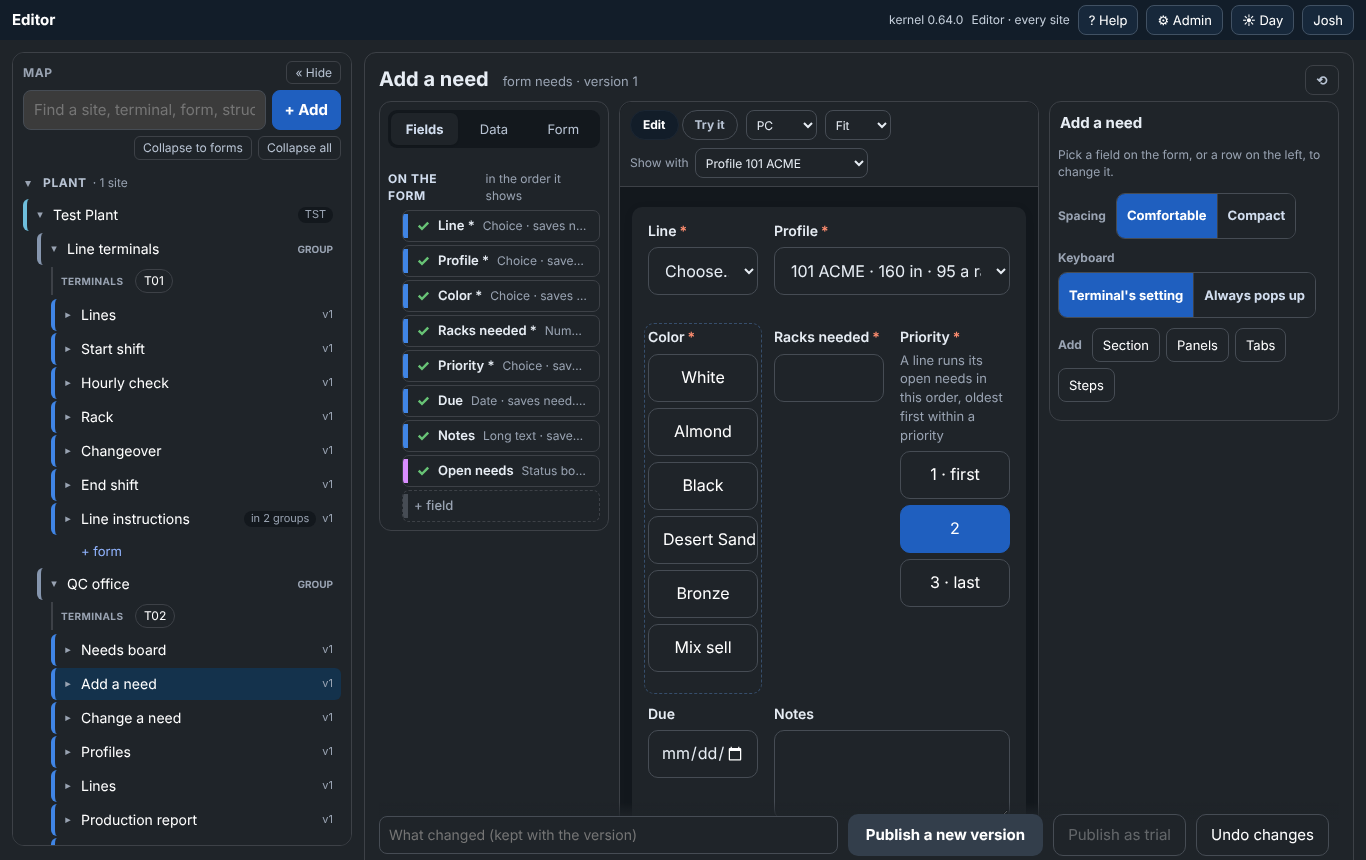 Editor
kernel 0.64.0 Editor · every site ? Help ⚙ Admin ☀ Day Josh
MAP
« Hide
Find a site, terminal, form, struc
+ Add
Collapse to forms Collapse all
▾ PLANT · 1 site
▾ Test Plant TST
▾ Line terminals GROUP
TERMINALS T01
▸ Lines v1
▸ Start shift v1
▸ Hourly check v1
▸ Rack v1
▸ Changeover v1
▸ End shift v1
▸ Line instructions in 2 groups v1
+ form
▾ QC office GROUP
TERMINALS T02
▸ Needs board v1
▸ Add a need v1
▸ Change a need v1
▸ Profiles v1
▸ Lines v1
▸ Production report v1
Add a need form needs · version 1
⟲
Fields Data Form
ON THE FORM in the order it shows
✓ Line * Choice · saves n...
✓ Profile * Choice · save...
✓ Color * Choice · saves ...
✓ Racks needed * Num...
✓ Priority * Choice · sav...
✓ Due Date · saves need....
✓ Notes Long text · save...
✓ Open needs Status bo...
+ field
Edit Try it PC Fit
Show with Profile 101 ACME
Line * Profile *
Choose. 101 ACME · 160 in · 95 a ra
Color * Racks needed * Priority *
A line runs its
open needs in
this order, oldest
first within a
priority
White
Almond
Black
Desert Sand
Bronze
Mix sell
1 · first
2
3 · last
Due Notes
mm/dd/
Add a need
Pick a field on the form, or a row on the left, to
change it.
Spacing Comfortable Compact
Keyboard
Terminal's setting Always pops up
Add Section Panels Tabs
Steps
What changed (kept with the version)
Publish a new version Publish as trial Undo changes